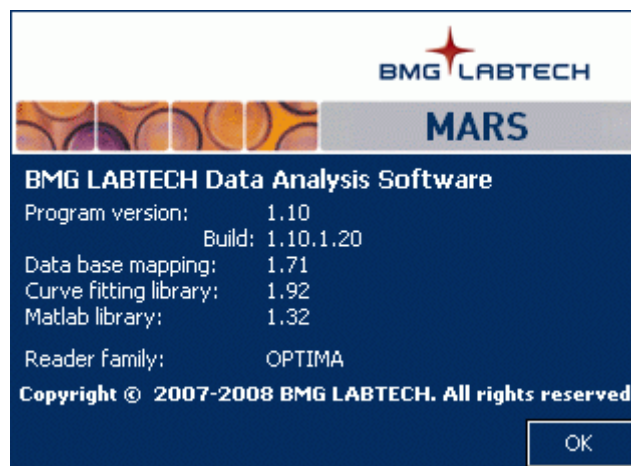 BMG LABTECH
MARS
BMG LABTECH Data Analysis Software
Program version: 1.10
Build: 1.10.1.20
Data base mapping: 1.71
Curve fitting library: 1.92
Matlab library: 1.32
Reader family: OPTIMA
Copyright © 2007-2008 BMG LABTECH. All rights reserved
OK